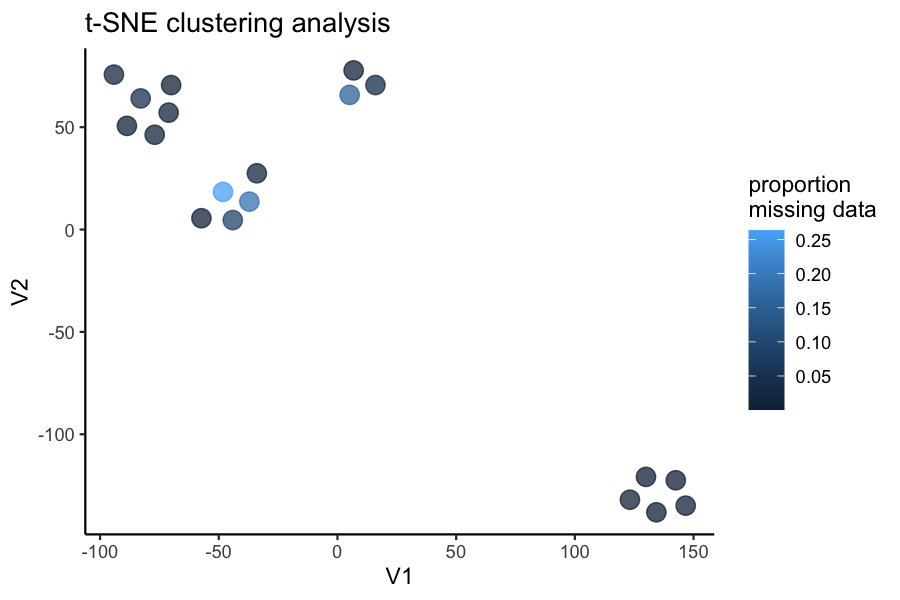 t-SNE clustering analysis
50
0
-50
-100
V2
-100 -50 0 50 100 150
V1
proportion
missing data
0.25
0.20
0.15
0.10
0.05